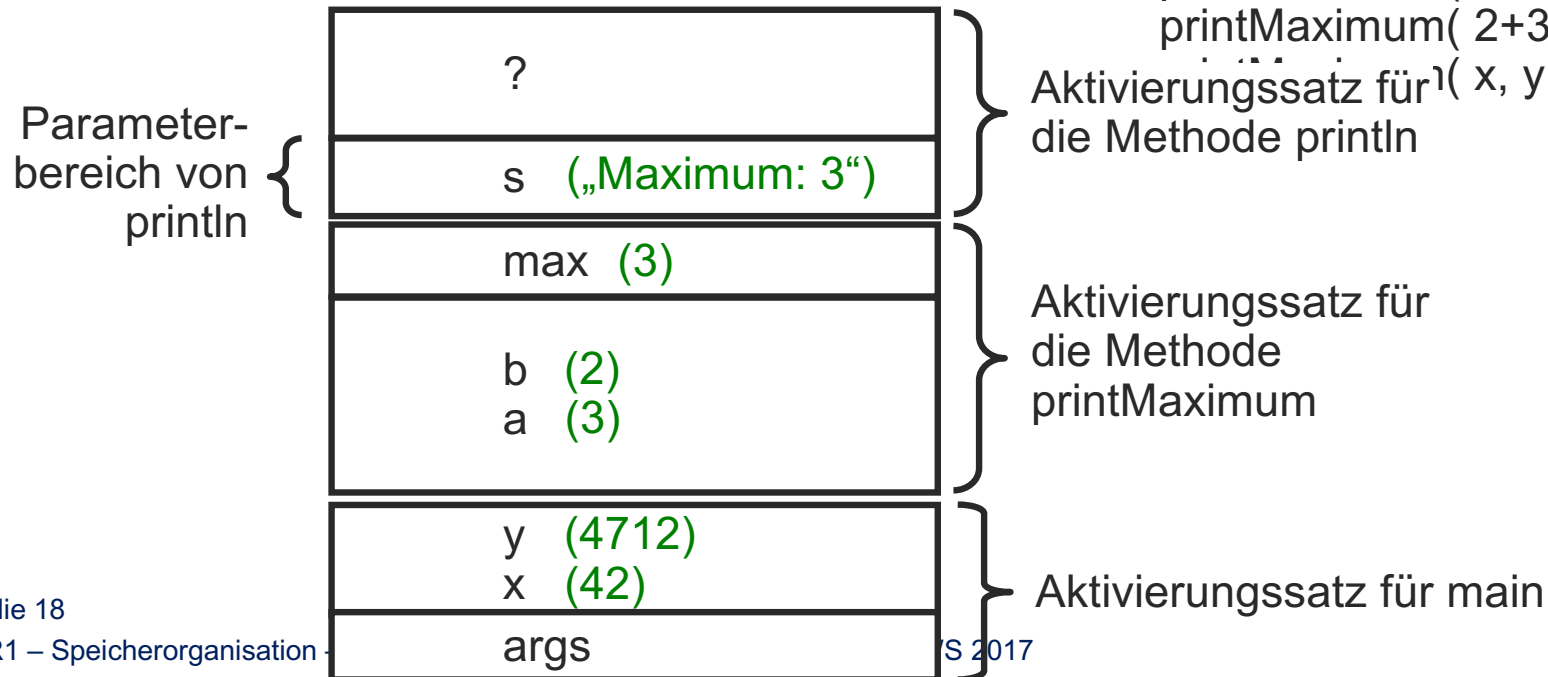 printMaximum( 2+3
( x, y
?
Aktivierungssatz für
die Methode println
Parameter-
bereich von
println
s („Maximum: 3“)
max (3)
Aktivierungssatz für
die Methode
printMaximum
b (2)
a (3)
y (4712)
x (42)
Aktivierungssatz für main
args
lie 18
R1 – Speicherorganisation -
S 2017